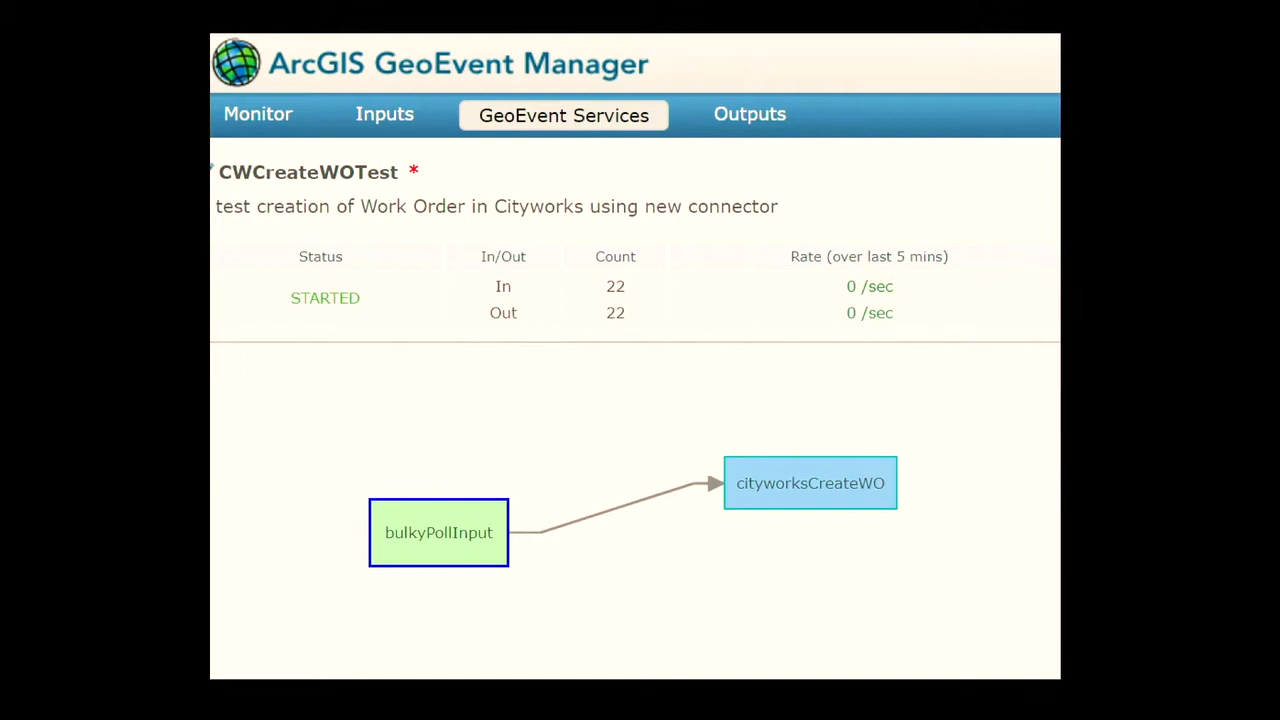 ArcGIS GeoEvent Manager
Monitor Inputs GeoEvent Services Outputs
CWCreateWOTest *
test creation of Work Order in Cityworks using new connector
Status In/Out Count Rate (over last 5 mins)
STARTED
In 22 0 /sec
Out 22 0 /sec
cityworksCreateWO
bulkyPollInput